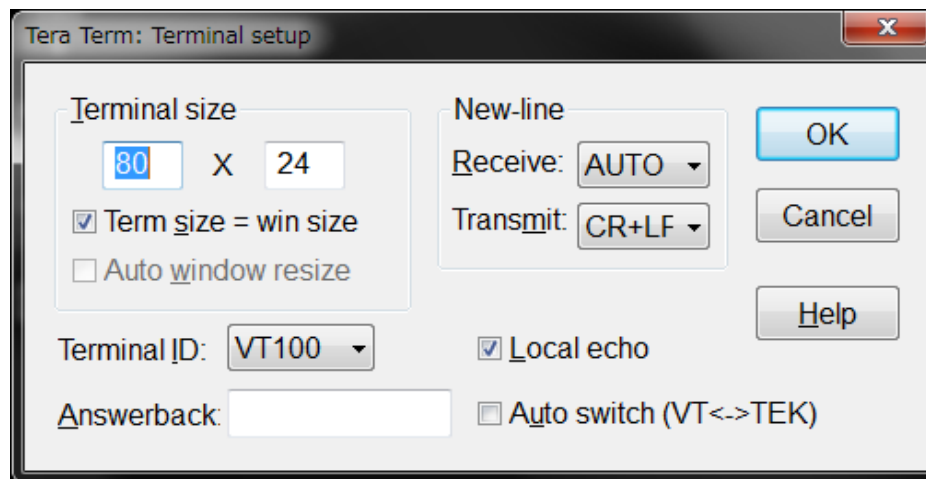 Tera Term: Terminal setup
Terminal size
80 X 24
Term size = win size
Auto window resize
New-line
Receive: AUTO
Transmit: CR+LF
OK
Cancel
Help
Terminal ID: VT100
Local echo
Answerback:
Auto switch (VT<->TEK)